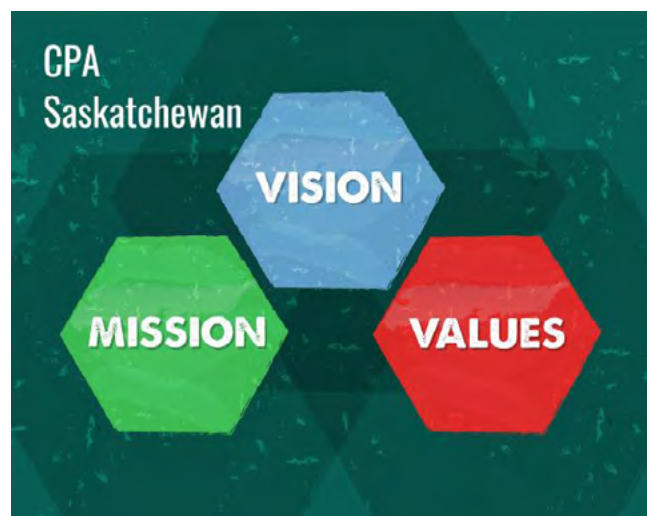 CPA
Saskatchewan
VISION
MISSION
VALUES